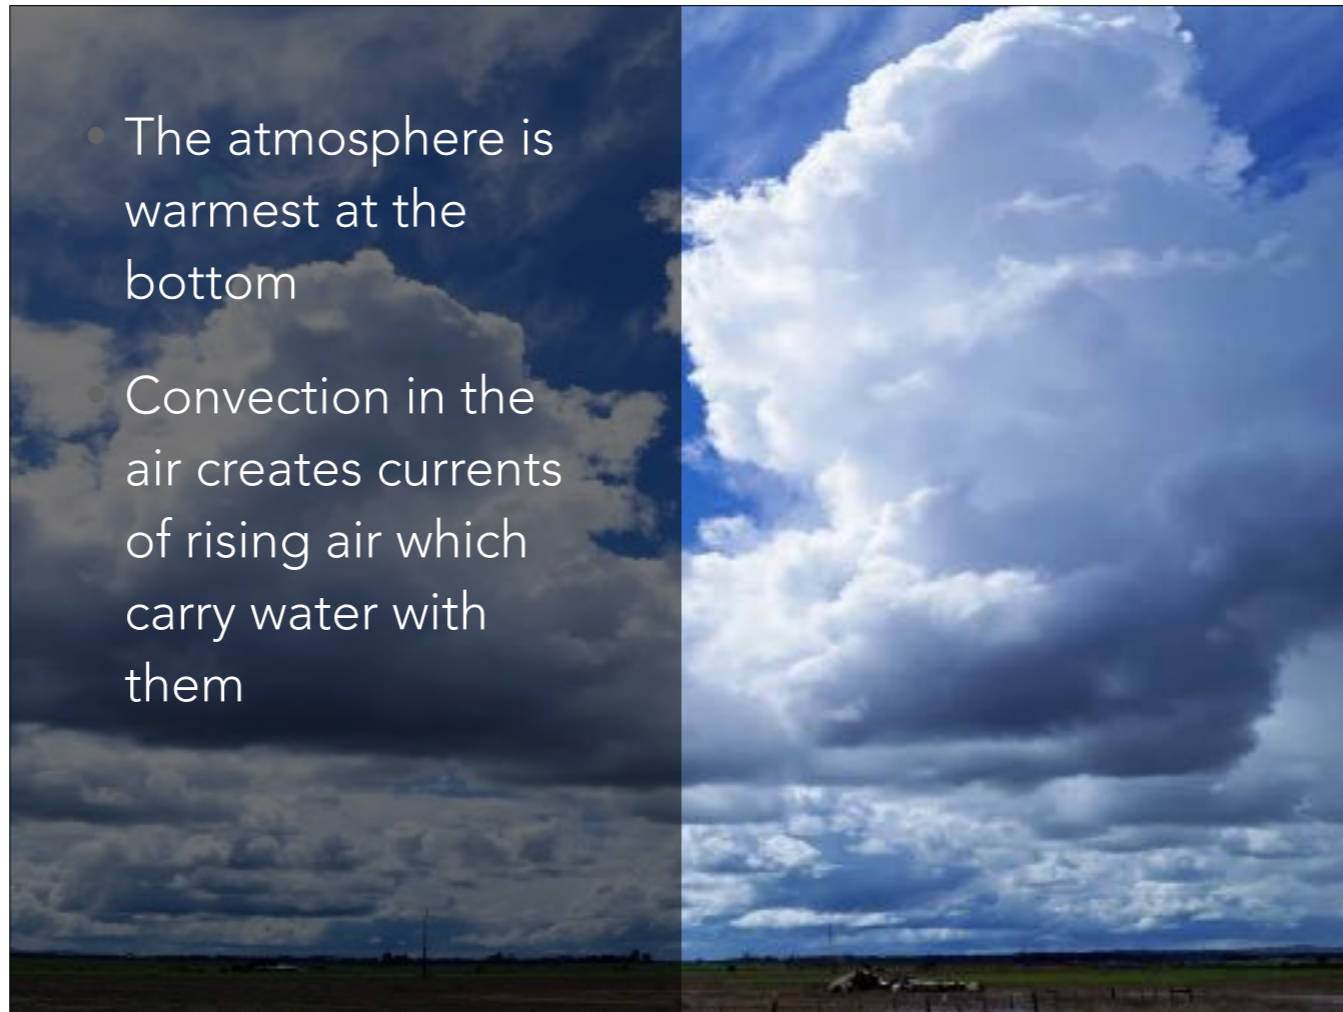 • The atmosphere is
warmest at the
bottom
• Convection in the
air creates currents
of rising air which
carry water with
them